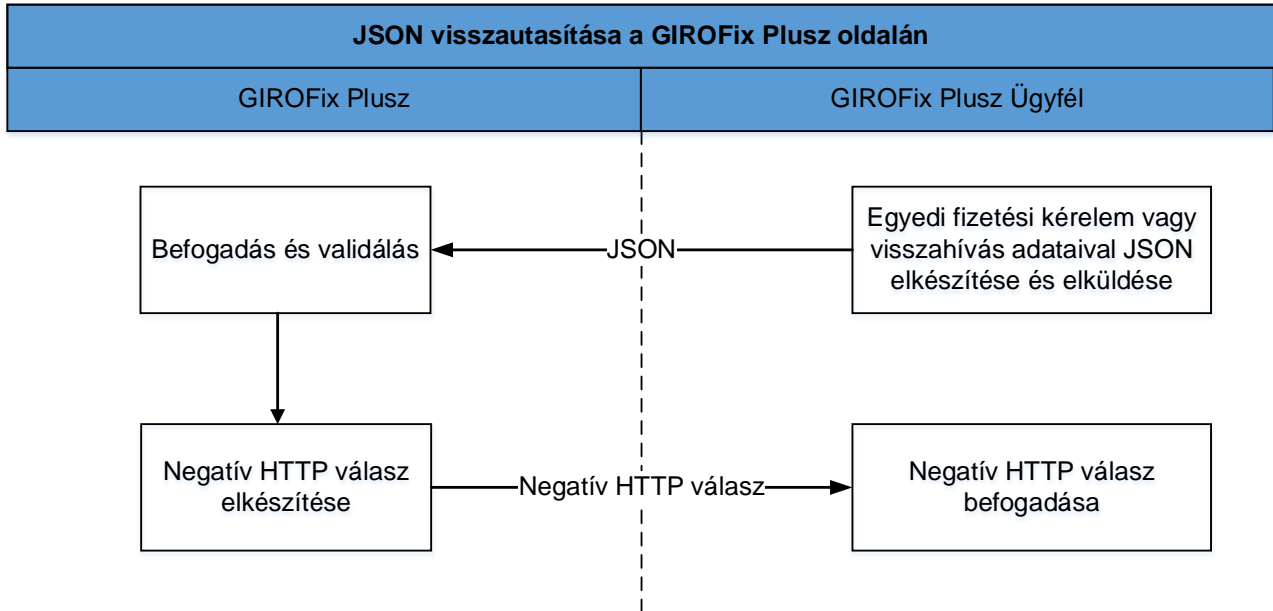 JSON visszautasítása a GIROFix Plusz oldalán
GIROFix Plusz
GIROFix Plusz Ügyfél
Befogadás és validálás
JSON
Egyedi fizetési kérelem vagy
visszahívás adataival JSON
elkészítése és elküldése
Negatív HTTP válasz
elkészítése
Negatív HTTP válasz
Negatív HTTP válasz
befogadása